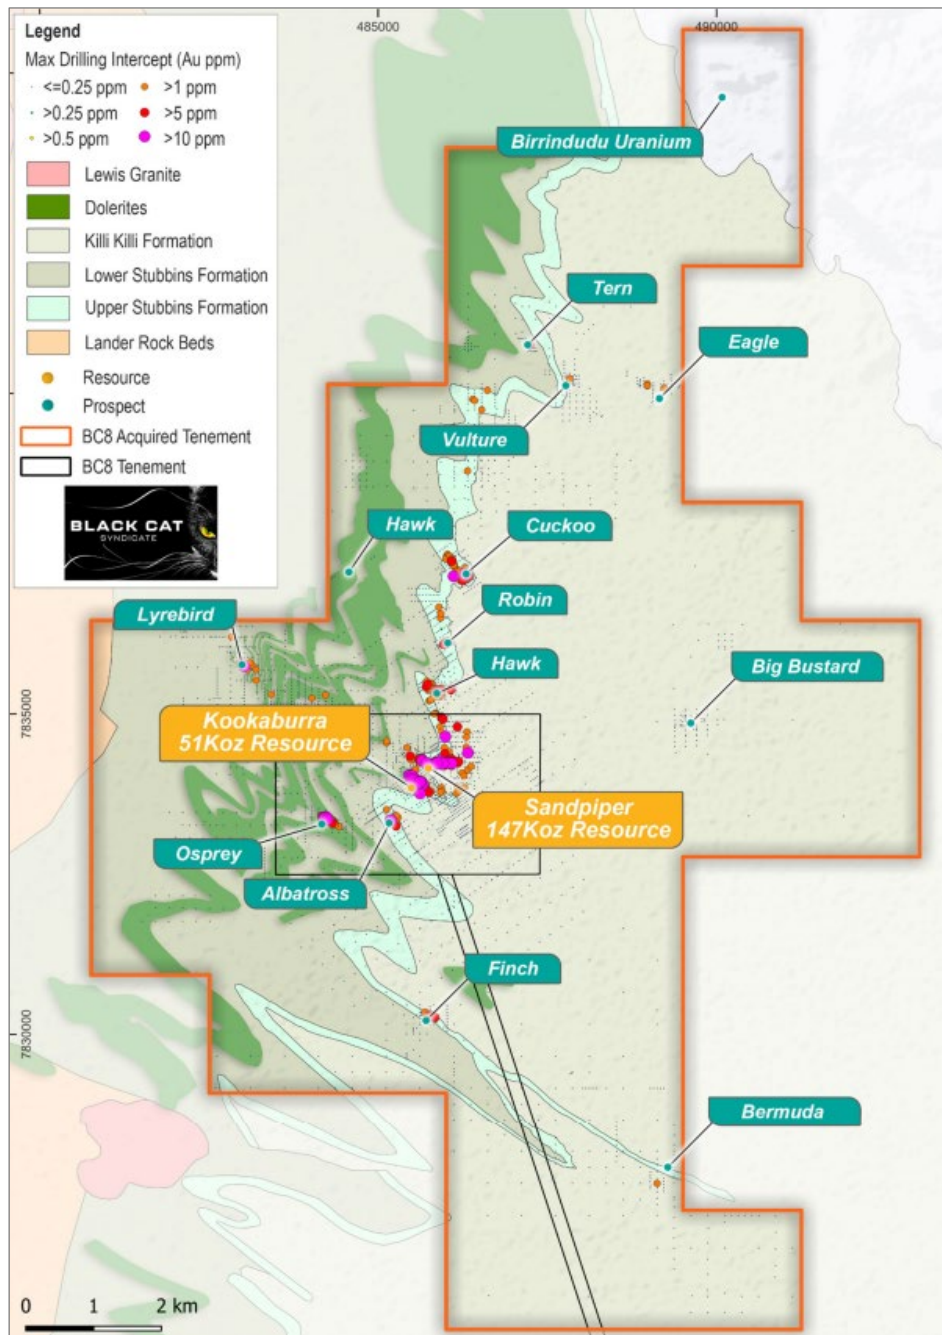 485000
490000
Legend
Max Drilling Intercept (Au ppm)
<=0.25 ppm
>1 ppm
>0.25 ppm
>5 ppm
>0.5 ppm
>10 ppm
Lewis Granite
Dolerites
Killi Killi Formation
Lower Stubbins Formation
Upper Stubbins Formation
Lander Rock Beds
Resource
Prospect
BC8 Acquired Tenement
BC8 Tenement
BLACK CAT
SYNDICATE
Birrindudu Uranium
Tern
Eagle
Vulture
Hawk
Cuckoo
Robin
Lyrebird
Hawk
Big Bustard
7835000
Kookaburra
51Koz Resource
Sandpiper
147Koz Resource
Osprey
Albatross
Finch
7830000
Bermuda
0 1 2 km